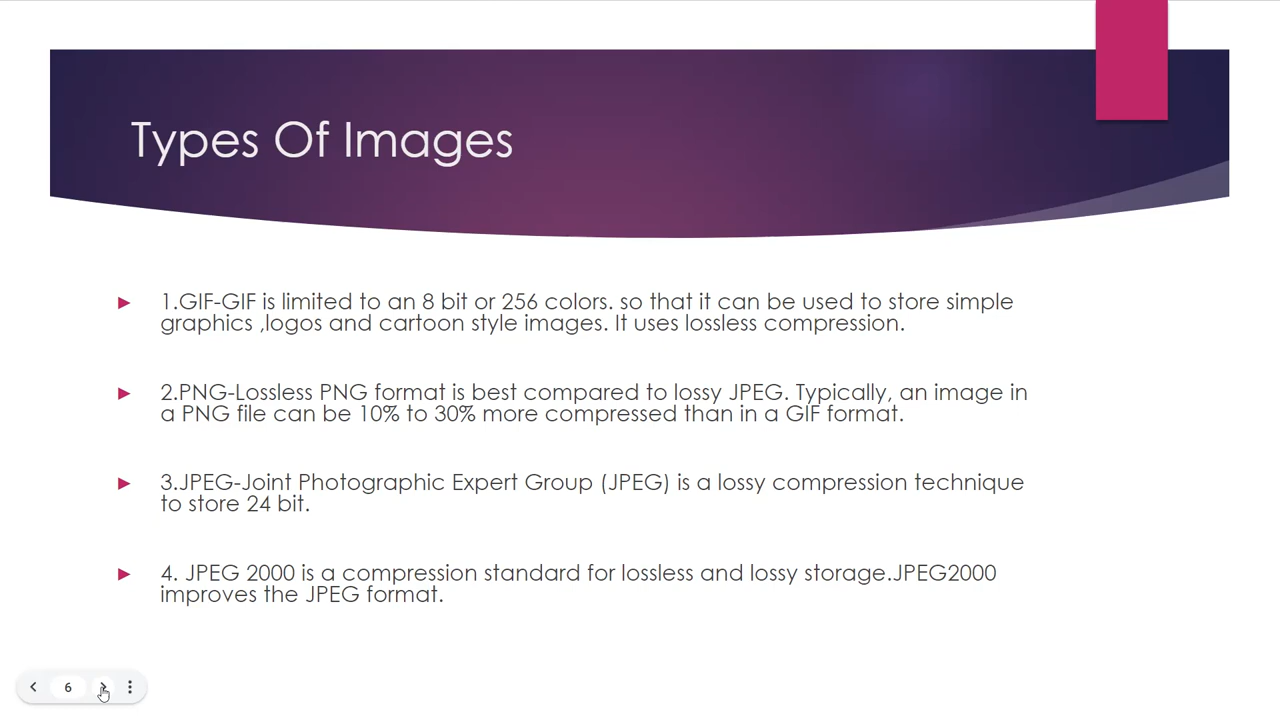 Types Of Images
1.GIF-GIF is limited to an 8 bit or 256 colors. so that it can be used to store simple
graphics ,logos and cartoon style images. It uses lossless compression.
2.PNG-Lossless PNG format is best compared to lossy JPEG. Typically, an image in
a PNG file can be 10% to 30% more compressed than in a GIF format.
3.JPEG-Joint Photographic Expert Group (JPEG) is a lossy compression technique
to store 24 bit.
4. JPEG 2000 is a compression standard for lossless and lossy storage.JPEG2000
improves the JPEG format.
6